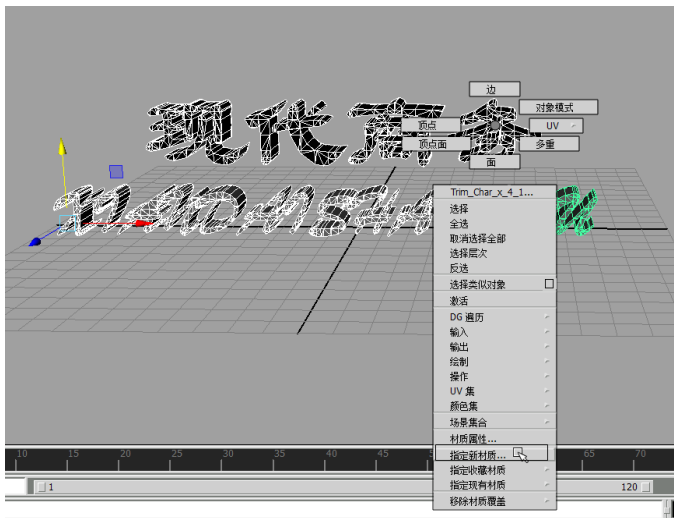 现代
边
对象模式
顶点
UV
顶点面
多重
面
Trim_Char_x_4_1...
选择
全选
取消选择全部
选择层次
反选
选择类似对象
激活
DG 遍历
输入
输出
绘制
操作
UV 集
颜色集
场景集合
材质属性...
指定新材质...
指定收藏材质
指定现有材质
移除材质覆盖
10 15 20 25 30 35 40 45 65 70
1 120